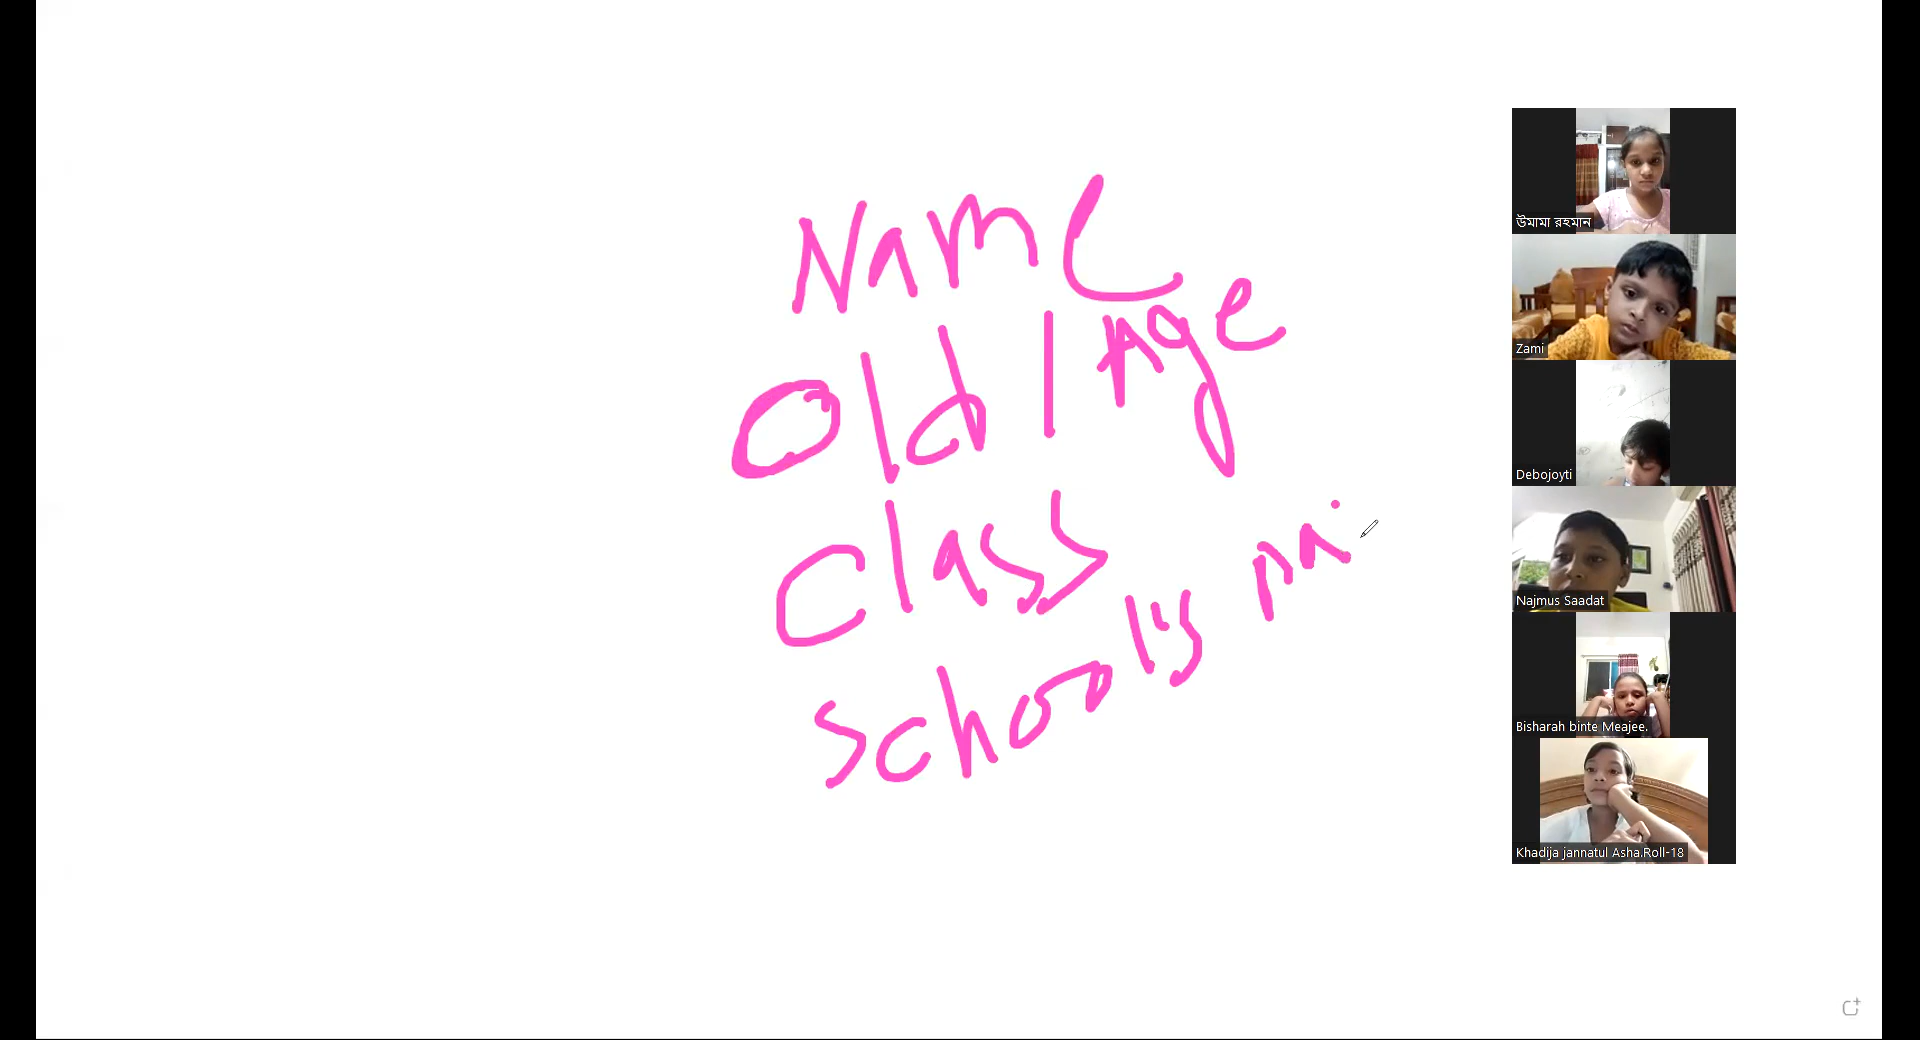 Name
Old/Age
Class
School's nai
উমামা রহমান
Zami
Debojoyti
Najmus Saadat
Bisharah binte Meajee.
Khadija jannatul Asha.Roll-18